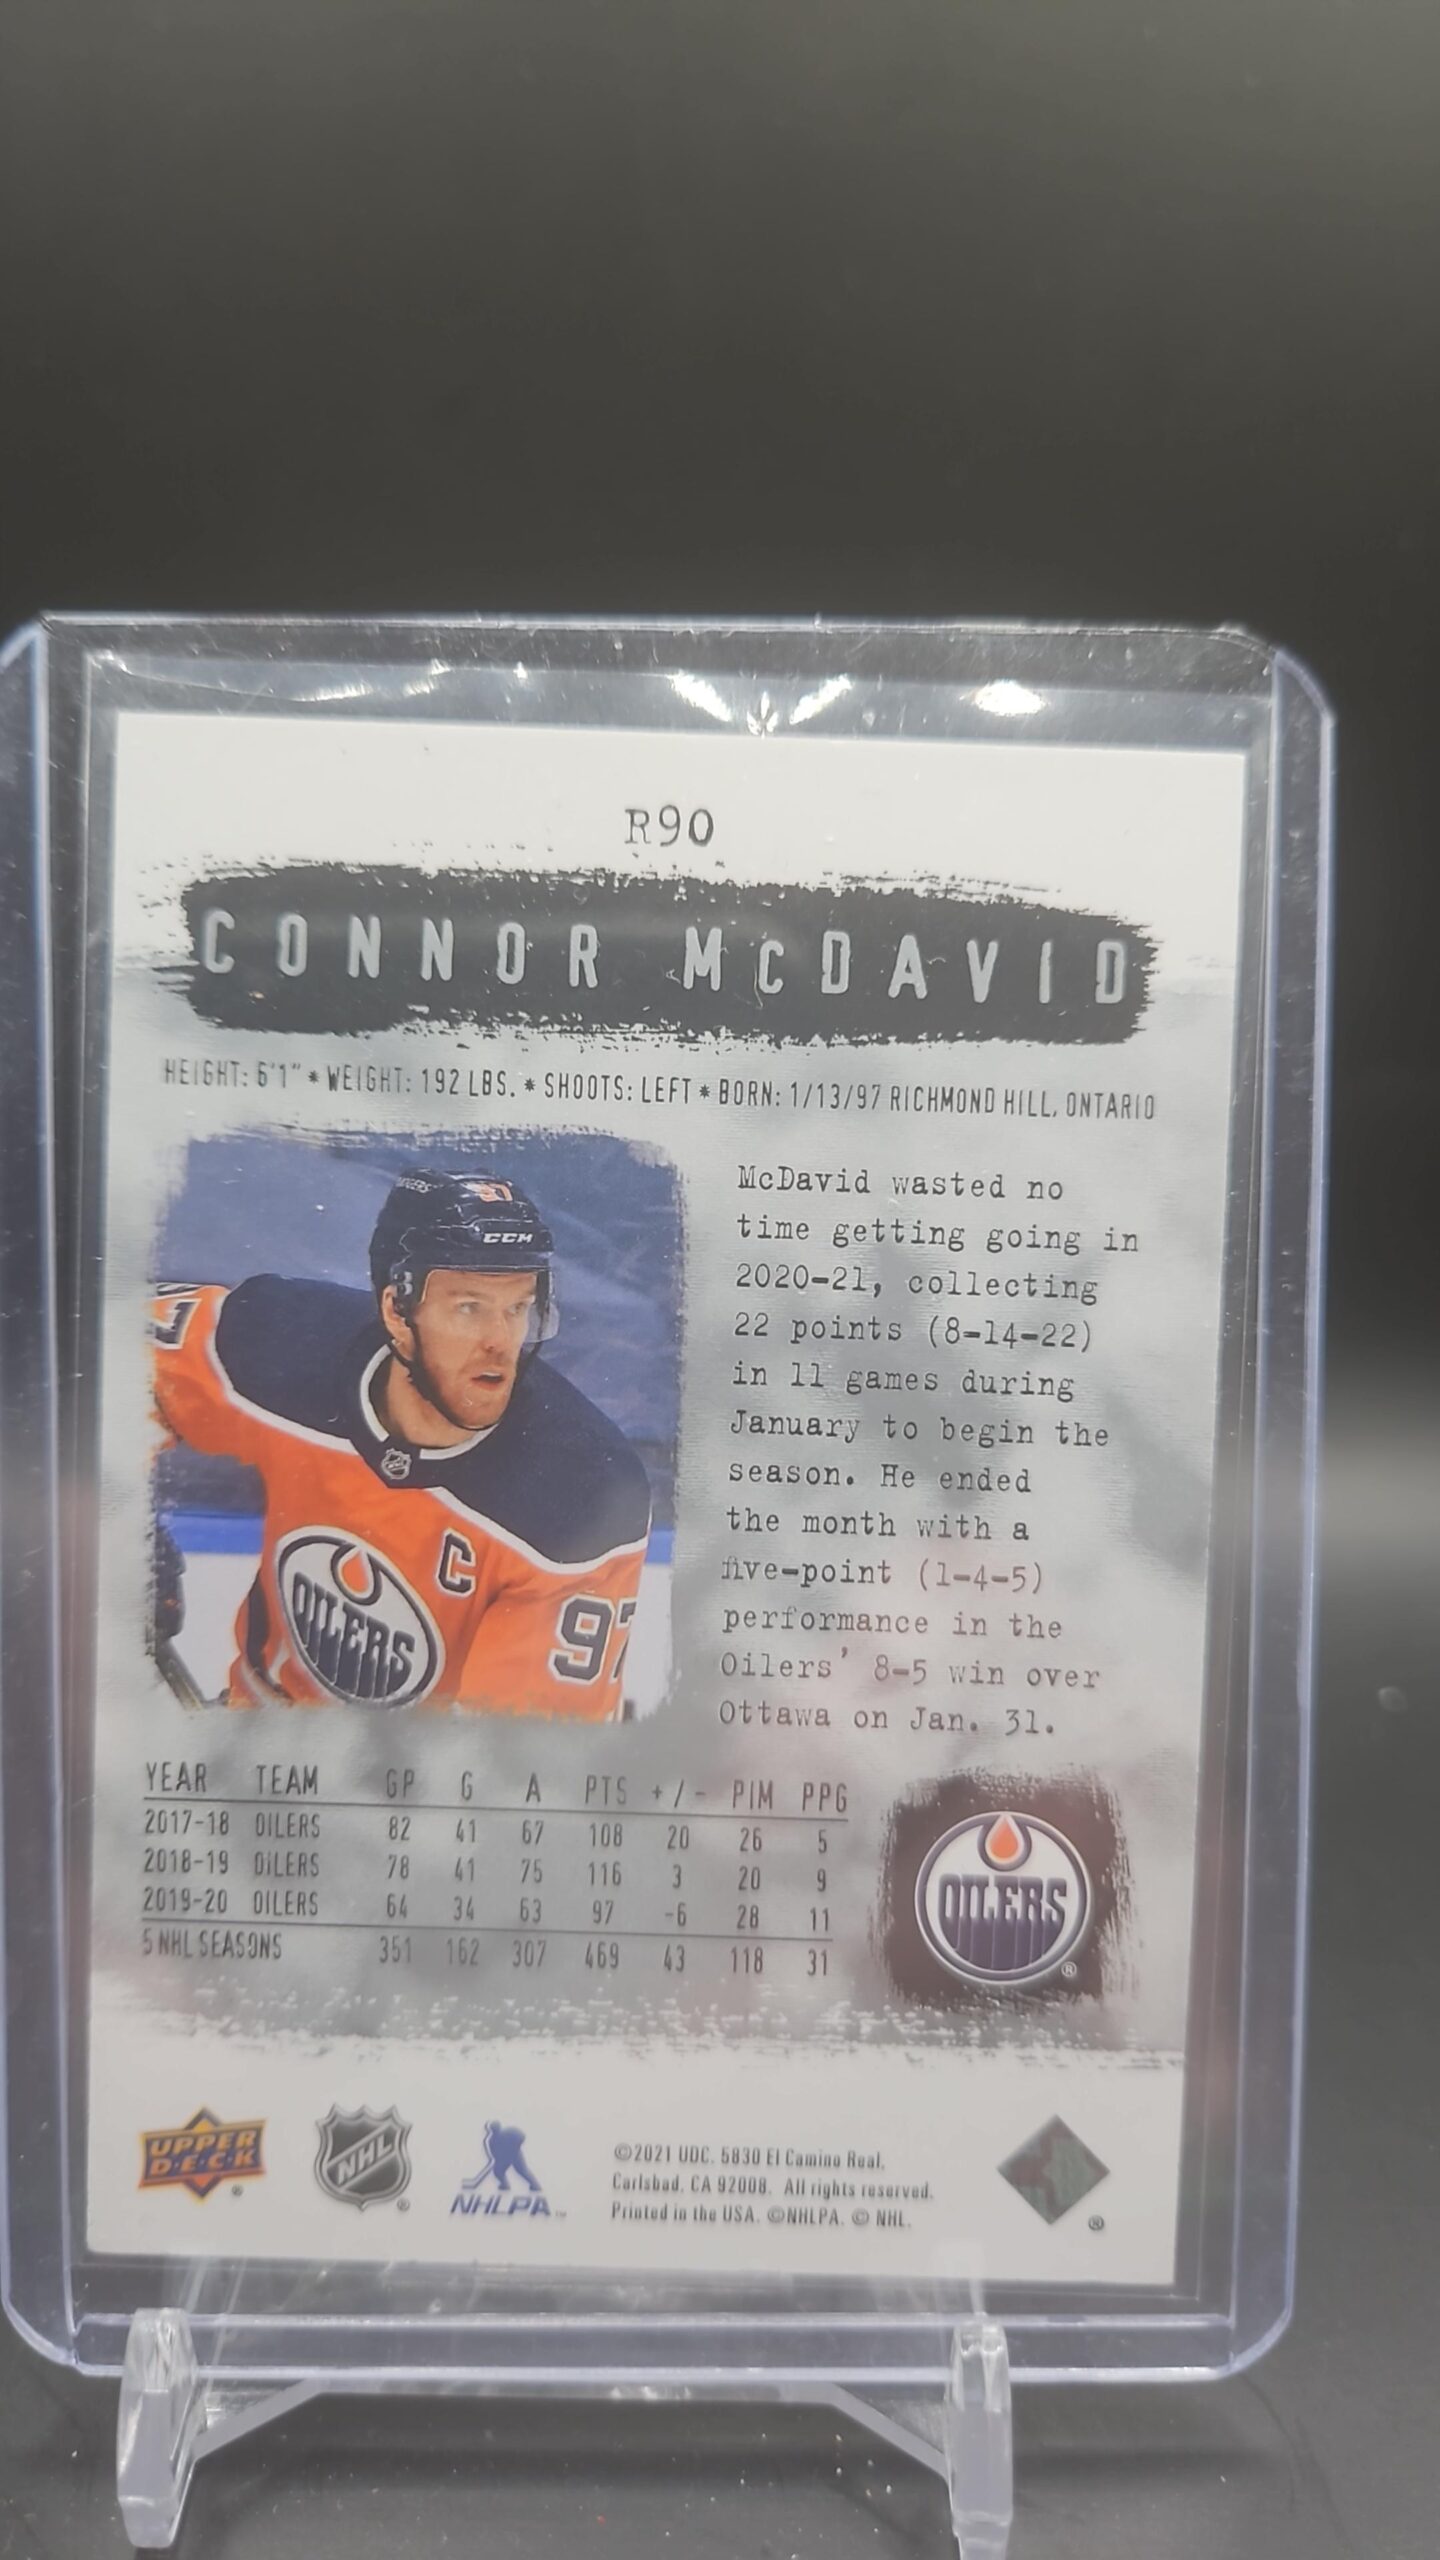 R90
CONNOR McDAVID
HEIGHT: 6'1" * WEIGHT: 192 LBS. * SHOOTS: LEFT * BORN: 1/13/97 RICHMOND HILL, ONTARIO
97
CCM
C
OILERS
97
McDavid wasted no
time getting going in
2020-21, collecting
22 points (8-14-22)
in 11 games during
January to begin the
season. He ended
the month with a
five-point (1-4-5)
performance in the
Oilers' 8-5 win over
Ottawa on Jan. 31.
YEAR TEAM GP G A PTS +/- PIM PPG
2017-18 OILERS 82 41 67 108 20 26 5
2018-19 OILERS 78 41 75 116 3 20 9
2019-20 OILERS 64 34 63 97 -6 28 11
5 NHL SEASONS 351 162 307 469 43 118 31
OILERS ®
UPPER
D·E·C·K ®
NHL ®
NHLPA™
©2021 UDC. 5830 El Camino Real,
Carlsbad, CA 92008. All rights reserved.
Printed in the USA. ©NHLPA. © NHL.
®